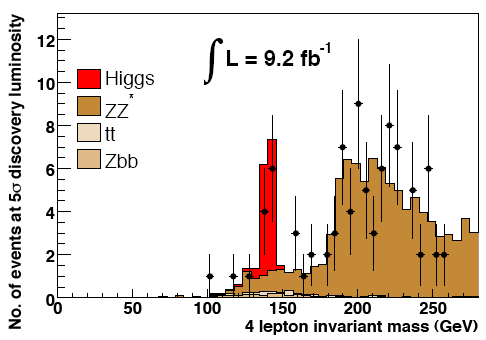 No. of events at 5σ discovery luminosity
12
10
8
6
4
2
0
∫ L = 9.2 fb⁻¹
Higgs
ZZ*
tt
Zbb
0 50 100 150 200 250
4 lepton invariant mass (GeV)